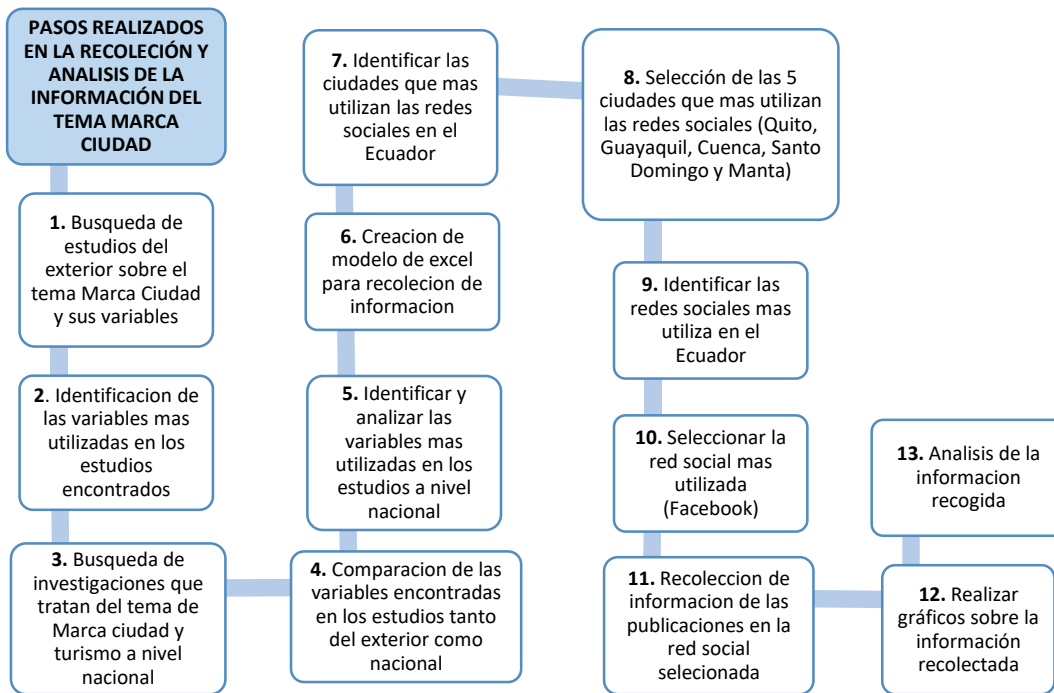 PASOS REALIZADOS
EN LA RECOLECIÓN Y
ANALISIS DE LA
INFORMACIÓN DEL
TEMA MARCA
CIUDAD
1. Busqueda de
estudios del
exterior sobre el
tema Marca Ciudad
y sus variables
2. Identificacion de
las variables mas
utilizadas en los
estudios
encontrados
3. Busqueda de
investigaciones que
tratan del tema de
Marca ciudad y
turismo a nivel
nacional
4. Comparacion de las
variables encontradas
en los estudios tanto
del exterior como
nacional
5. Identificar y
analizar las
variables mas
utilizadas en los
estudios a nivel
nacional
6. Creacion de
modelo de excel
para recolecion de
informacion
7. Identificar las
ciudades que mas
utilizan las redes
sociales en el
Ecuador
8. Selección de las 5
ciudades que mas utilizan
las redes sociales (Quito,
Guayaquil, Cuenca, Santo
Domingo y Manta)
9. Identificar las
redes sociales mas
utiliza en el
Ecuador
10. Seleccionar la
red social mas
utilizada
(Facebook)
11. Recoleccion de
informacion de las
publicaciones en la
red social
selecionada
12. Realizar
gráficos sobre la
información
recolectada
13. Analisis de la
informacion
recogida